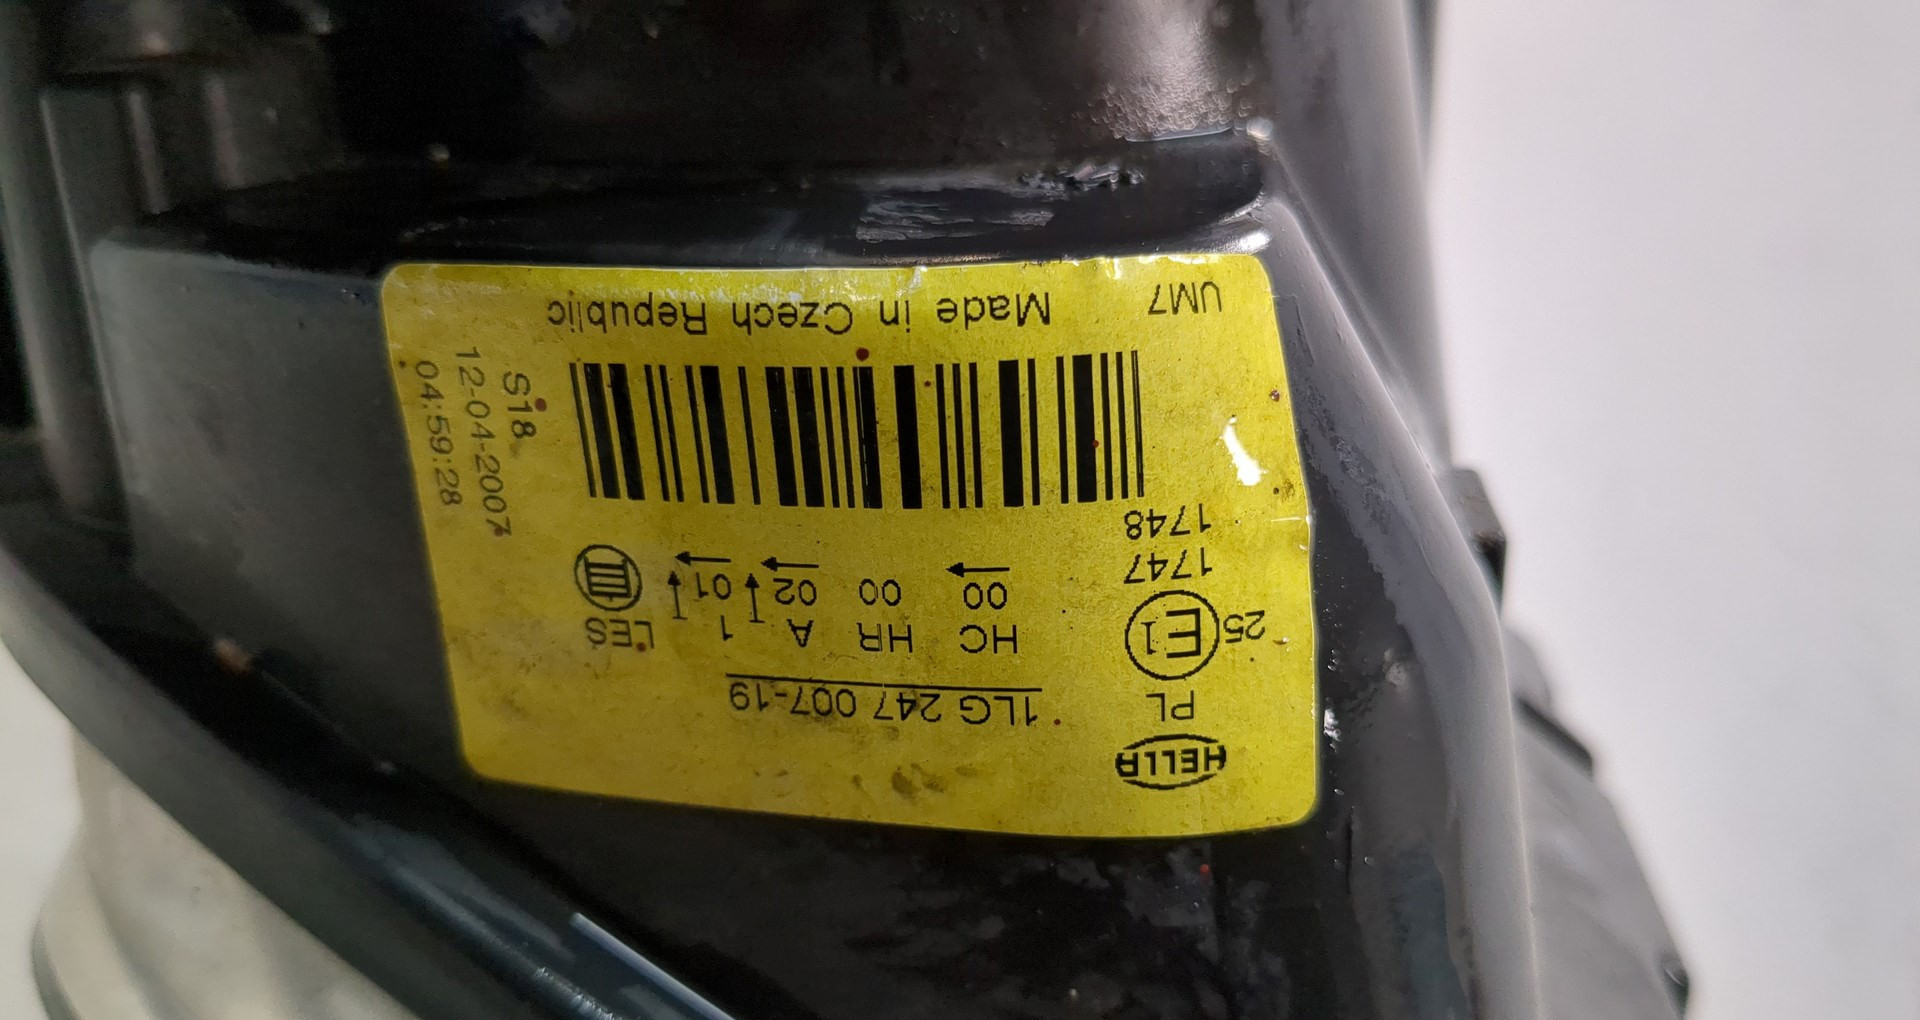 HELLA
PL
1LG 247 007-19
25 E1
HC HR A 1 LES
00 00 02 01
1747
1748
UM7 Made in Czech Republic
S18
12-04-2007
04:59:28